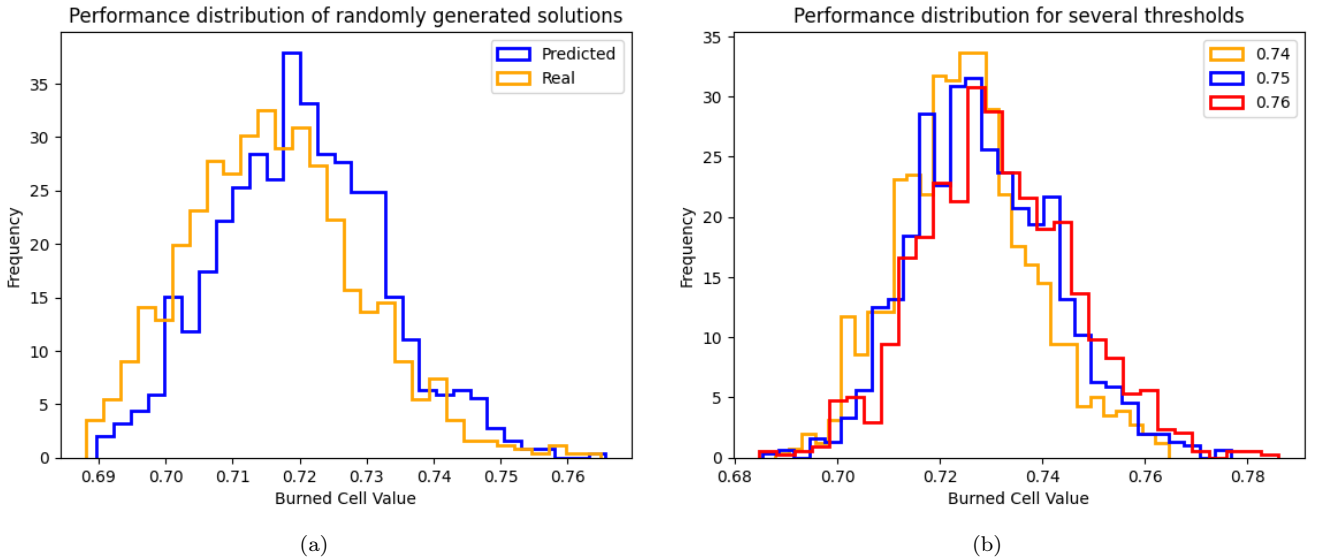 Performance distribution of randomly generated solutions
Predicted
Real
Frequency
35
30
25
20
15
10
5
0
0.69 0.70 0.71 0.72 0.73 0.74 0.75 0.76
Burned Cell Value
(a)
Performance distribution for several thresholds
0.74
0.75
0.76
Frequency
35
30
25
20
15
10
5
0
0.68 0.70 0.72 0.74 0.76 0.78
Burned Cell Value
(b)